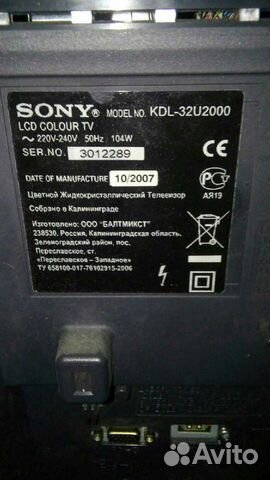 SONY® MODEL NO. KDL-32U2000
LCD COLOUR TV
~ 220V-240V 50Hz 104W
SER.NO. 3012289
CE
DATE OF MANUFACTURE 10/2007
АЯ19
Цветной Жидкокристаллический Телевизор
Собрано в Калининграде
Изготовлено: ООО "БАЛТМИКСТ"
238530, Россия, Калининградская область,
Зеленоградский район, пос.
Переславское,
"Переславское – Западное"
ТУ 658100-017-76102915-2006
Avito